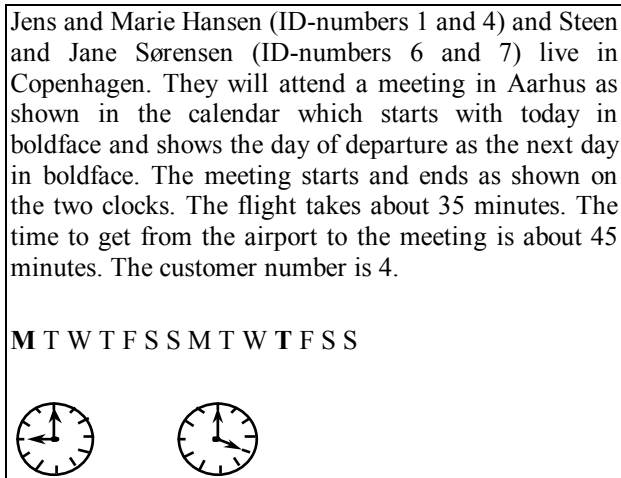 Jens and Marie Hansen (ID-numbers 1 and 4) and Steen
and Jane Sørensen (ID-numbers 6 and 7) live in
Copenhagen. They will attend a meeting in Aarhus as
shown in the calendar which starts with today in
boldface and shows the day of departure as the next day
in boldface. The meeting starts and ends as shown on
the two clocks. The flight takes about 35 minutes. The
time to get from the airport to the meeting is about 45
minutes. The customer number is 4.
M T W T F S S M T W T F S S